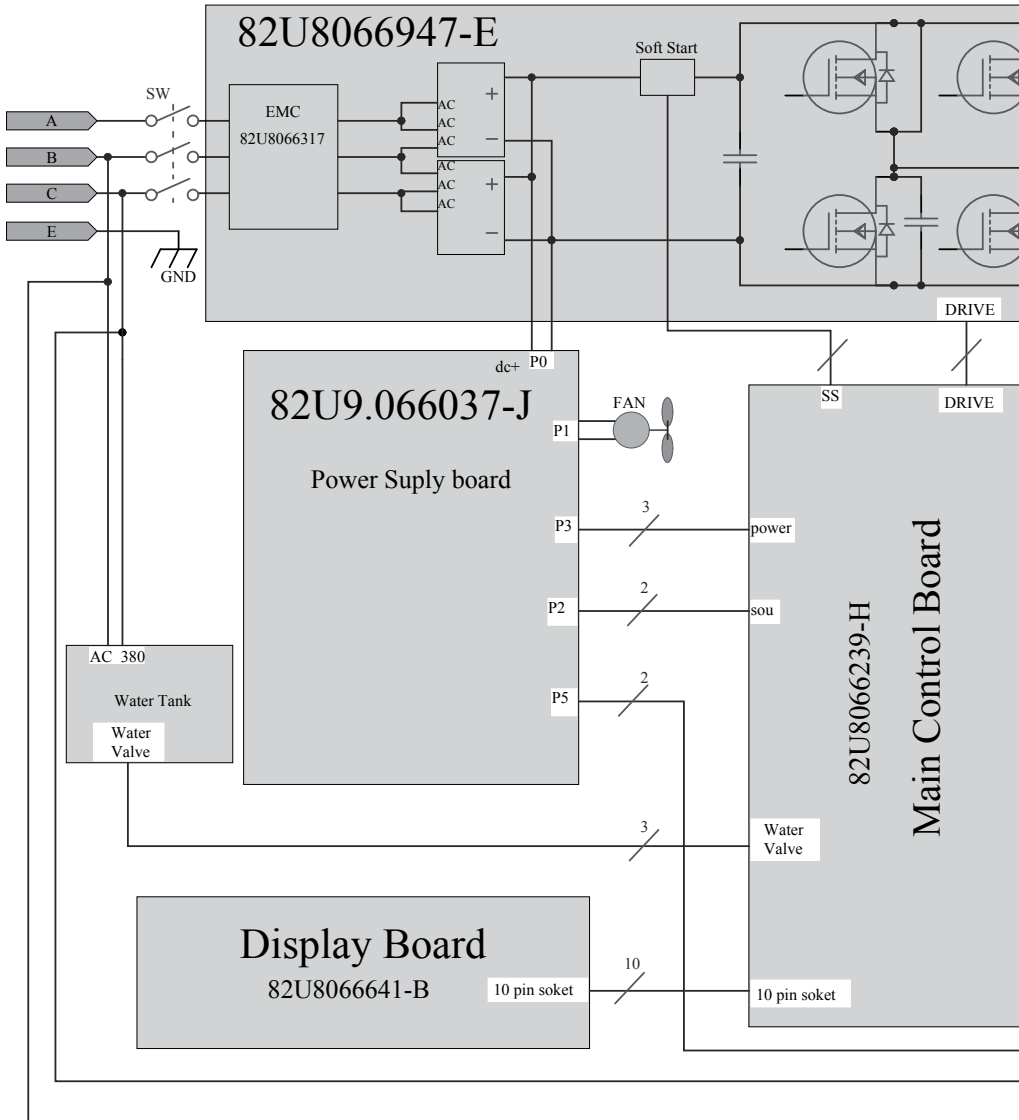 82U8066947-E
Soft Start
SW
EMC
82U8066317
A
B
C
E
GND
AC
AC
AC
+
−
AC
AC
AC
+
−
DRIVE
SS
DRIVE
dc+
P0
82U9.066037-J
Power Suply board
P1
FAN
P3
3
power
P2
2
sou
P5
2
82U8066239-H
Main Control Board
AC 380
Water Tank
Water
Valve
3
Water
Valve
Display Board
82U8066641-B
10 pin soket
10
10 pin soket